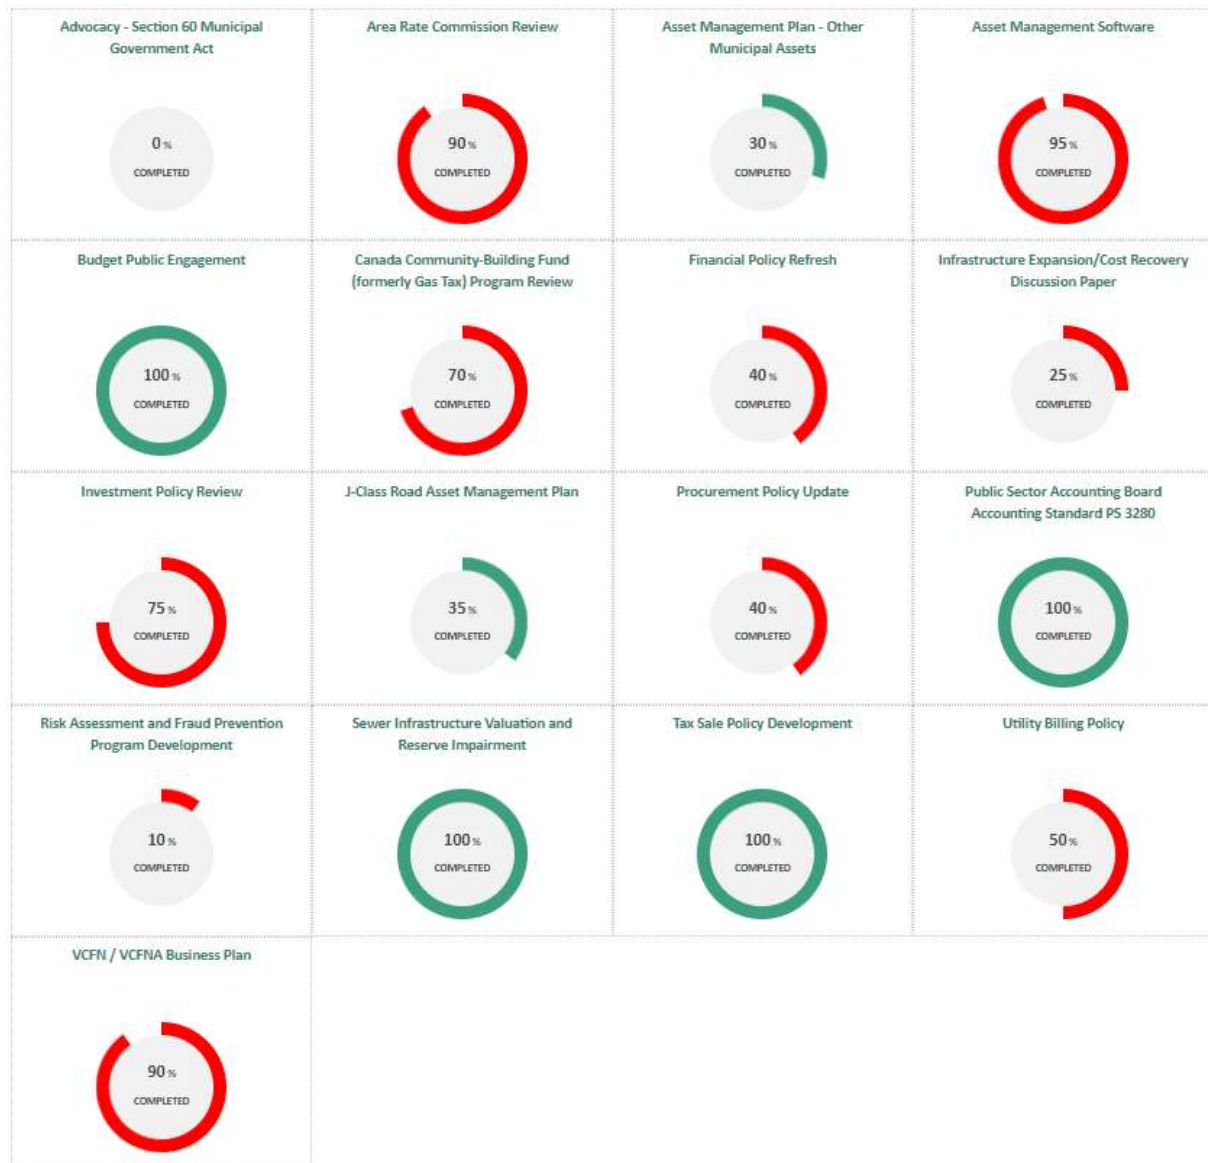 Advocacy - Section 60 Municipal
Government Act
0 %
COMPLETED
Area Rate Commission Review
90 %
COMPLETED
Asset Management Plan - Other
Municipal Assets
30 %
COMPLETED
Asset Management Software
95 %
COMPLETED
Budget Public Engagement
100 %
COMPLETED
Canada Community-Building Fund
(formerly Gas Tax) Program Review
70 %
COMPLETED
Financial Policy Refresh
40 %
COMPLETED
Infrastructure Expansion/Cost Recovery
Discussion Paper
25 %
COMPLETED
Investment Policy Review
75 %
COMPLETED
J-Class Road Asset Management Plan
35 %
COMPLETED
Procurement Policy Update
40 %
COMPLETED
Public Sector Accounting Board
Accounting Standard PS 3280
100 %
COMPLETED
Risk Assessment and Fraud Prevention
Program Development
10 %
COMPLETED
Sewer Infrastructure Valuation and
Reserve Impairment
100 %
COMPLETED
Tax Sale Policy Development
100 %
COMPLETED
Utility Billing Policy
50 %
COMPLETED
VCFN / VCFNA Business Plan
90 %
COMPLETED